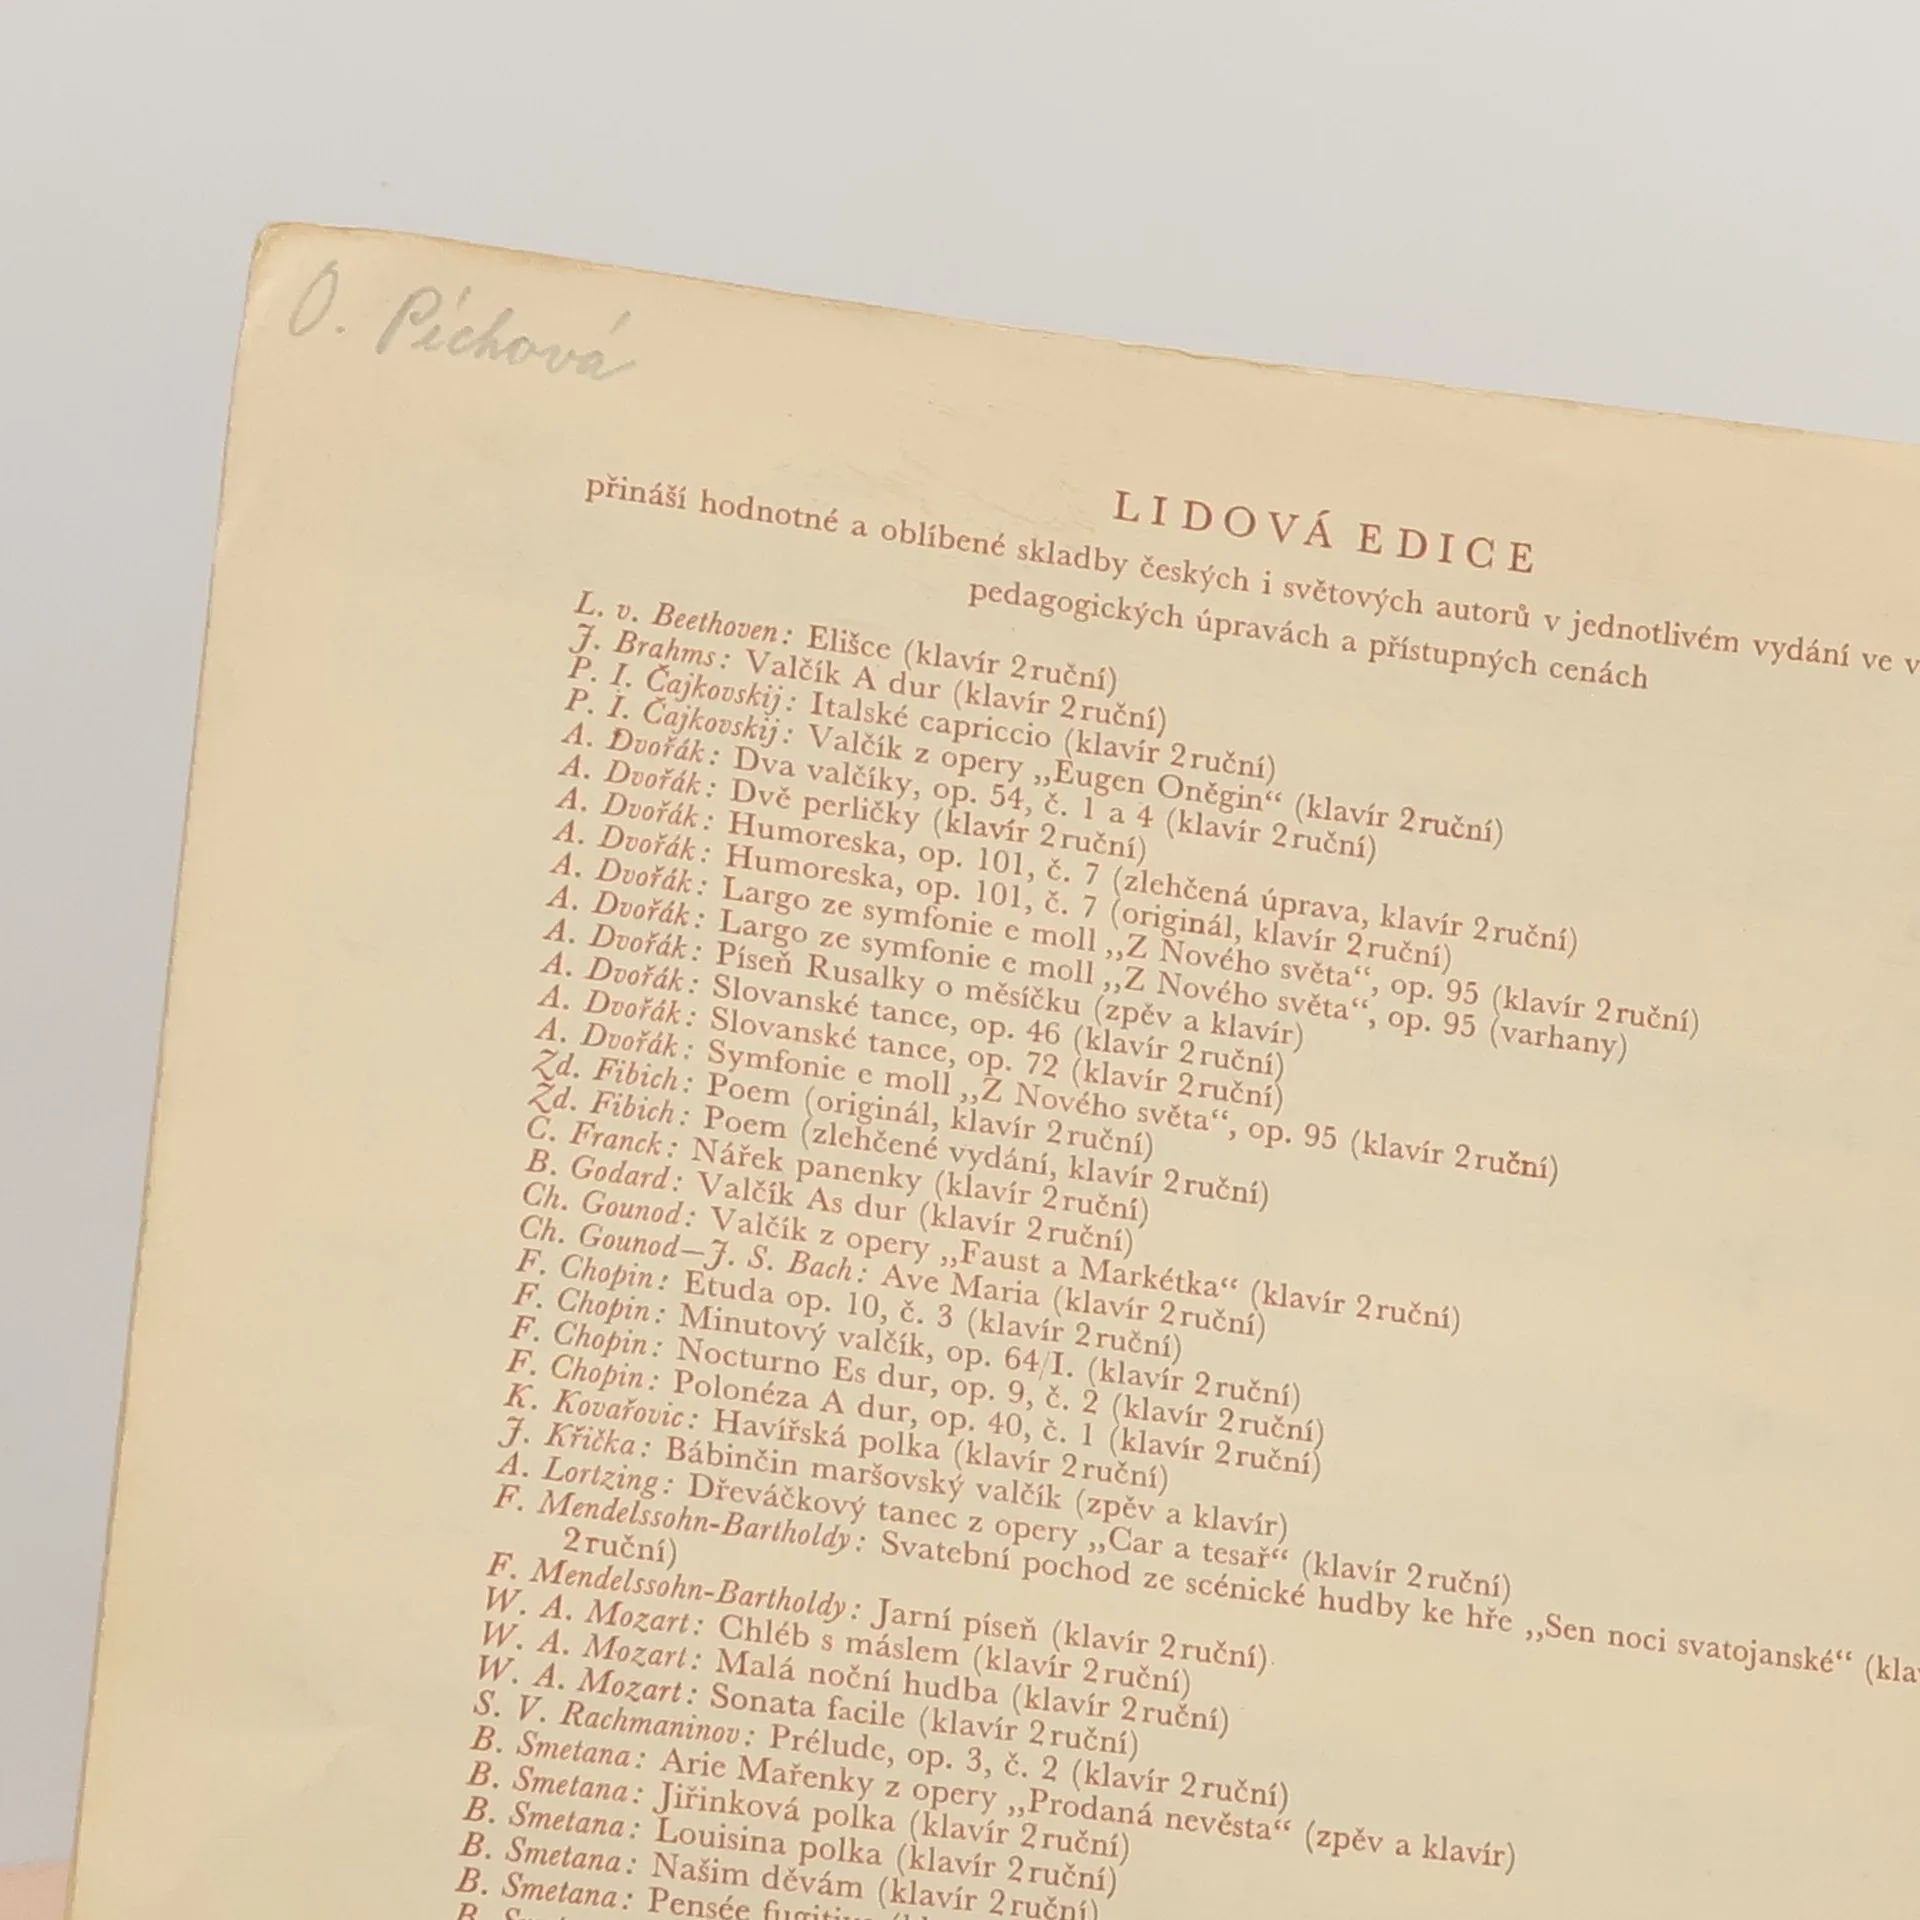 O. Píchová
LIDOVÁ EDICE
přináší hodnotné a oblíbené skladby českých i světových autorů v jednotlivém vydání ve
pedagogických úpravách a přístupných cenách
L. v. Beethoven: Elišce (klavír 2ruční)
J. Brahms: Valčík A dur (klavír 2ruční)
P. I. Čajkovskij: Italské capriccio (klavír 2ruční)
P. I. Čajkovskij: Valčík z opery „Eugen Oněgin“ (klavír 2ruční)
A. Dvořák: Dva valčíky, op. 54, č. 1 a 4 (klavír 2ruční)
A. Dvořák: Dvě perličky (klavír 2ruční)
A. Dvořák: Humoreska, op. 101, č. 7 (zlehčená úprava, klavír 2ruční)
A. Dvořák: Humoreska, op. 101, č. 7 (originál, klavír 2ruční)
A. Dvořák: Largo ze symfonie e moll „Z Nového světa“, op. 95 (klavír 2ruční)
A. Dvořák: Largo ze symfonie e moll „Z Nového světa“, op. 95 (varhany)
A. Dvořák: Píseň Rusalky o měsíčku (zpěv a klavír)
A. Dvořák: Slovanské tance, op. 46 (klavír 2ruční)
A. Dvořák: Slovanské tance, op. 72 (klavír 2ruční)
A. Dvořák: Symfonie e moll „Z Nového světa“, op. 95 (klavír 2ruční)
Zd. Fibich: Poem (originál, klavír 2ruční)
Zd. Fibich: Poem (zlehčené vydání, klavír 2ruční)
C. Franck: Nářek panenky (klavír 2ruční)
B. Godard: Valčík As dur (klavír 2ruční)
Ch. Gounod: Valčík z opery „Faust a Markétka“ (klavír 2ruční)
Ch. Gounod—J. S. Bach: Ave Maria (klavír 2ruční)
F. Chopin: Etuda op. 10, č. 3 (klavír 2ruční)
F. Chopin: Minutový valčík, op. 64/I. (klavír 2ruční)
F. Chopin: Nocturno Es dur, op. 9, č. 2 (klavír 2ruční)
F. Chopin: Polonéza A dur, op. 40, č. 1 (klavír 2ruční)
K. Kovařovic: Havířská polka (klavír 2ruční)
J. Křička: Bábinčin maršovský valčík (zpěv a klavír)
A. Lortzing: Dřeváčkový tanec z opery „Car a tesař“ (klavír 2ruční)
F. Mendelssohn-Bartholdy: Svatební pochod ze scénické hudby ke hře „Sen noci svatojanské“ (kla
2ruční)
F. Mendelssohn-Bartholdy: Jarní píseň (klavír 2ruční)
W. A. Mozart: Chléb s máslem (klavír 2ruční)
W. A. Mozart: Malá noční hudba (klavír 2ruční)
W. A. Mozart: Sonata facile (klavír 2ruční)
S. V. Rachmaninov: Prélude, op. 3, č. 2 (klavír 2ruční)
B. Smetana: Arie Mařenky z opery „Prodaná nevěsta“ (zpěv a klavír)
B. Smetana: Jiřinková polka (klavír 2ruční)
B. Smetana: Louisina polka (klavír 2ruční)
B. Smetana: Našim děvám (klavír 2ruční)
B. Smetana: Pensée